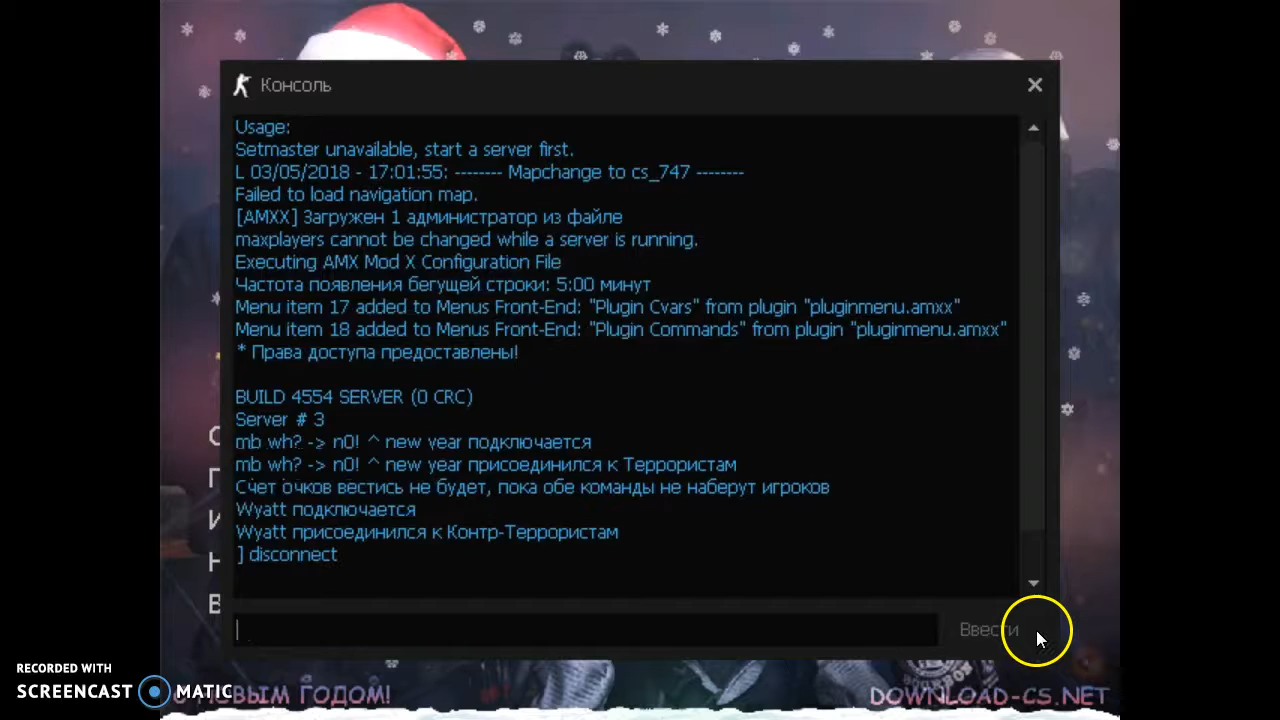 Консоль
Usage:
Setmaster unavailable, start a server first.
L 03/05/2018 - 17:01:55: -------- Mapchange to cs_747 --------
Failed to load navigation map.
[AMXX] Загружен 1 администратор из файле
maxplayers cannot be changed while a server is running.
Executing AMX Mod X Configuration File
Частота появления бегущей строки: 5:00 минут
Menu item 17 added to Menus Front-End: "Plugin Cvars" from plugin "pluginmenu.amxx"
Menu item 18 added to Menus Front-End: "Plugin Commands" from plugin "pluginmenu.amxx"
* Права доступа предоставлены!
BUILD 4554 SERVER (0 CRC)
Server # 3
mb wh? -> n0! ^ new year подключается
mb wh? -> n0! ^ new year присоединился к Террористам
Счет очков вестись не будет, пока обе команды не наберут игроков
Wyatt подключается
Wyatt присоединился к Контр-Террористам
] disconnect
Ввести
RECORDED WITH
SCREENCAST MATIC
ВЫМ ГОДОМ!
DOWNLOAD-CS.NET